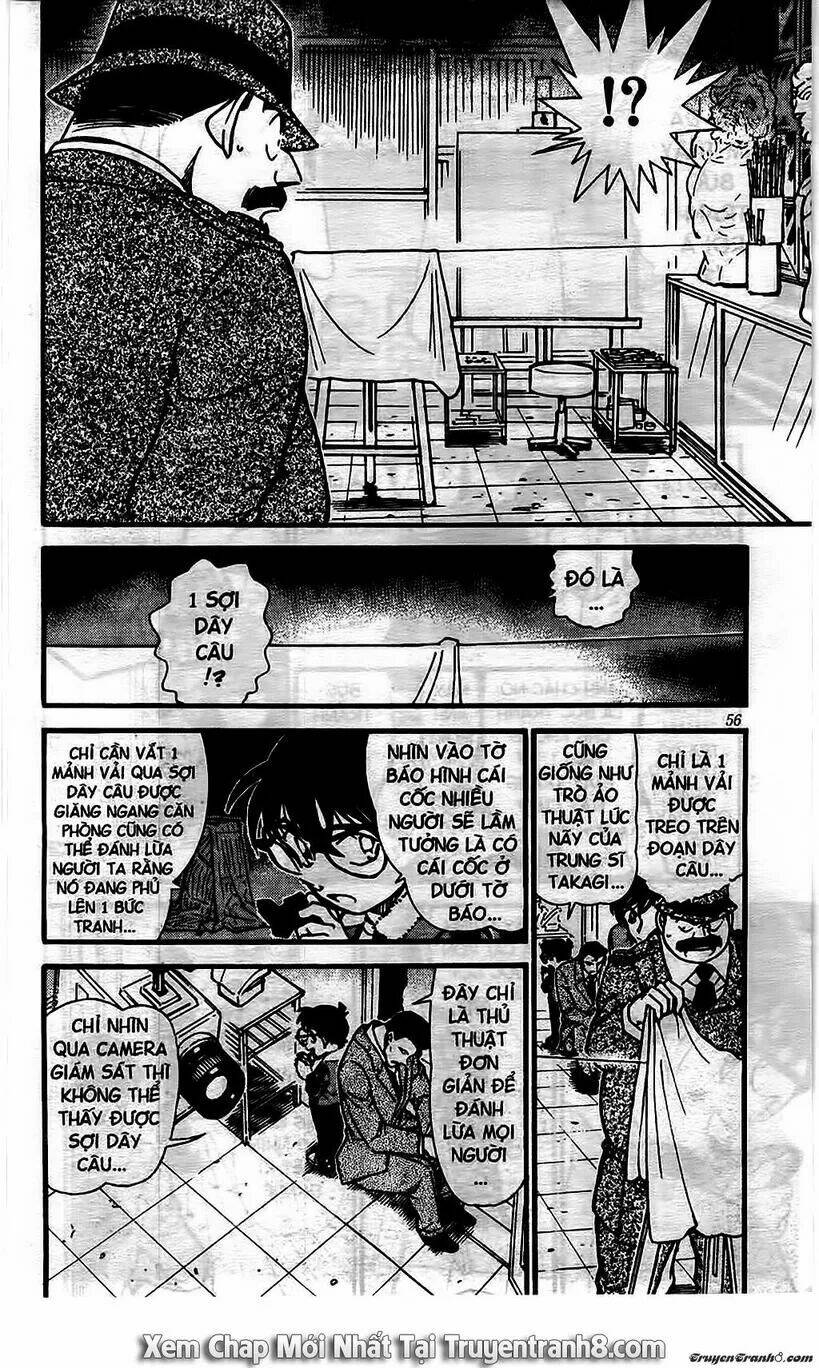 !?
ĐÓ LÀ
...
1 SỢI
DÂY
CÂU
!?
56
CHỈ LÀ 1
MẢNH VẢI
ĐƯỢC
TREO TRÊN
ĐOẠN DÂY
CÂU...
CŨNG
GIỐNG NHƯ
TRÒ ẢO
THUẬT LÚC
NÃY CỦA
TRUNG SĨ
TAKAGI...
NHÌN VÀO TỜ
BÁO HÌNH CÁI
CỐC NHIỀU
NGƯỜI SẼ LẦM
TƯỞNG LÀ CÓ
CÁI CỐC Ở
DƯỚI TỜ
BÁO...
CHỈ CẦN VẮT 1
MẢNH VẢI QUA SỢI
DÂY CÂU ĐƯỢC
GIĂNG NGANG CĂN
PHÒNG CŨNG CÓ
THỂ ĐÁNH LỪA
NGƯỜI TA RẰNG
NÓ ĐANG PHỦ
LÊN 1 BỨC
TRANH...
ĐÂY CHỈ
LÀ THỦ
THUẬT
ĐƠN
GIẢN ĐỂ
ĐÁNH
LỪA MỌI
NGƯỜI
...
CHỈ NHÌN
QUA CAMERA
GIÁM SÁT THÌ
KHÔNG THỂ
THẤY ĐƯỢC
SỢI DÂY
CÂU...
Xem Chap Mới Nhất Tại Truyentranh8.com
TruyenTranh8.com